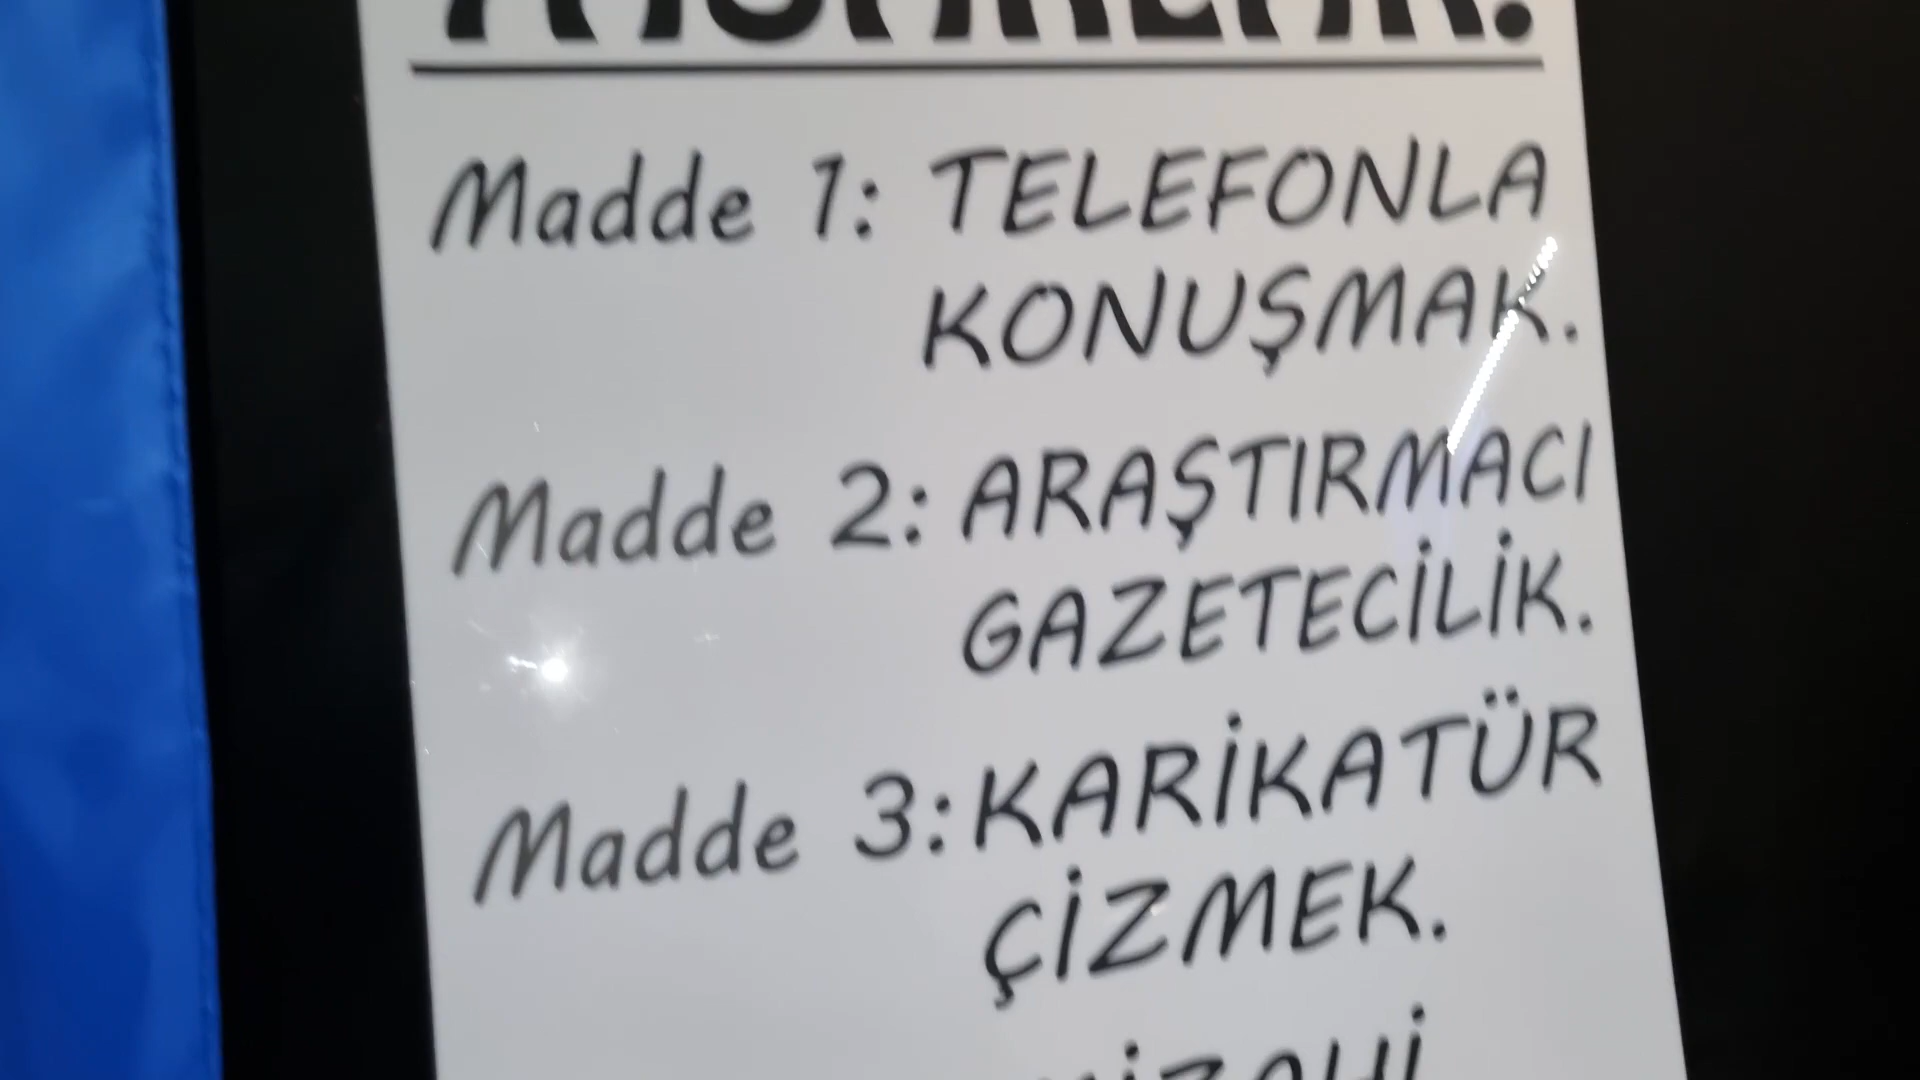 Madde 1: TELEFONLA
KONUŞMAK.
Madde 2: ARAŞTIRMACI
GAZETECİLİK.
Madde 3: KARİKATÜR
ÇİZMEK.